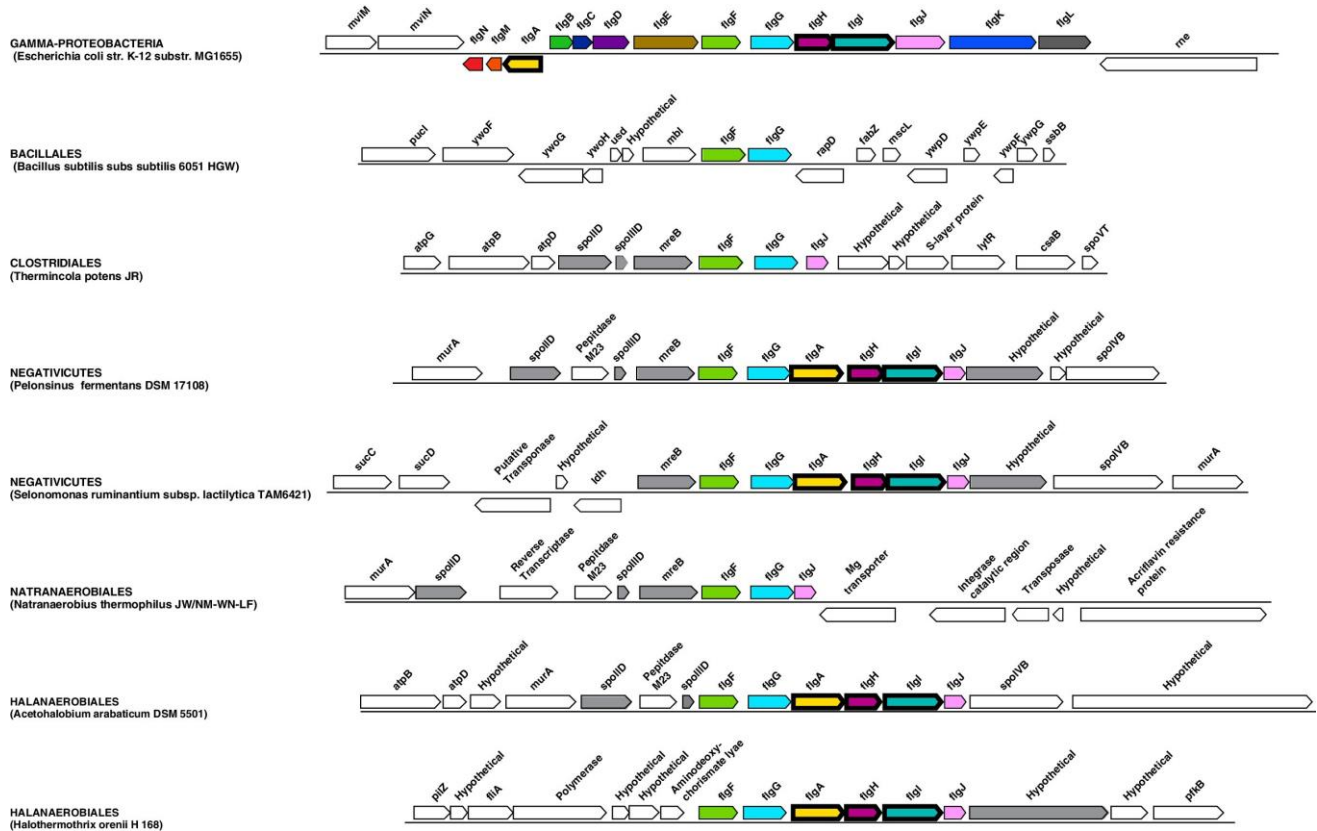 mviM mviN flgN flgM flgA flgB flgC flgD flgE flgF flgG flgH flgI flgJ flgK flgL rne
GAMMA-PROTEOBACTERIA
(Escherichia coli str. K-12 substr. MG1655)
pucI ywoF ywoG ywoH usd Hypothetical mbl flgF flgG rapD fabZ mscL ywpD ywpE ywpF ywpG ssbB
BACILLALES
(Bacillus subtilis subs subtilis 6051 HGW)
atpG atpB atpD spoIID spoIIID mreB flgF flgG flgJ Hypothetical Hypothetical S-layer protein lytR csaB spoVT
CLOSTRIDIALES
(Thermincola potens JR)
murA spoIID Pepitdase M23 spoIIID mreB flgF flgG flgA flgH flgI flgJ Hypothetical Hypothetical spoIVB
NEGATIVICUTES
(Pelonsinus fermentans DSM 17108)
sucC sucD Putative Transponase Hypothetical ldh mreB flgF flgG flgA flgH flgI flgJ Hypothetical spoIVB murA
NEGATIVICUTES
(Selonomonas ruminantium subsp. lactilytica TAM6421)
murA spoIID Reverse Transcriptase Pepitdase M23 spoIIID mreB flgF flgG flgJ Mg transporter Integrase catalytic region Transposase Hypothetical Acriflavin resistance protein
NATRANAEROBIALES
(Natranaerobius thermophilus JW/NM-WN-LF)
atpB atpD Hypothetical murA spoIID Pepitdase M23 spoIIID flgF flgG flgA flgH flgI flgJ spoIVB Hypothetical
HALANAEROBIALES
(Acetohalobium arabaticum DSM 5501)
pilZ Hypothetical fliA Polymerase Hypothetical Hypothetical Aminodeoxy-chorismate lyae flgF flgG flgA flgH flgI flgJ Hypothetical Hypothetical pfkB
HALANAEROBIALES
(Halothermothrix orenii H 168)